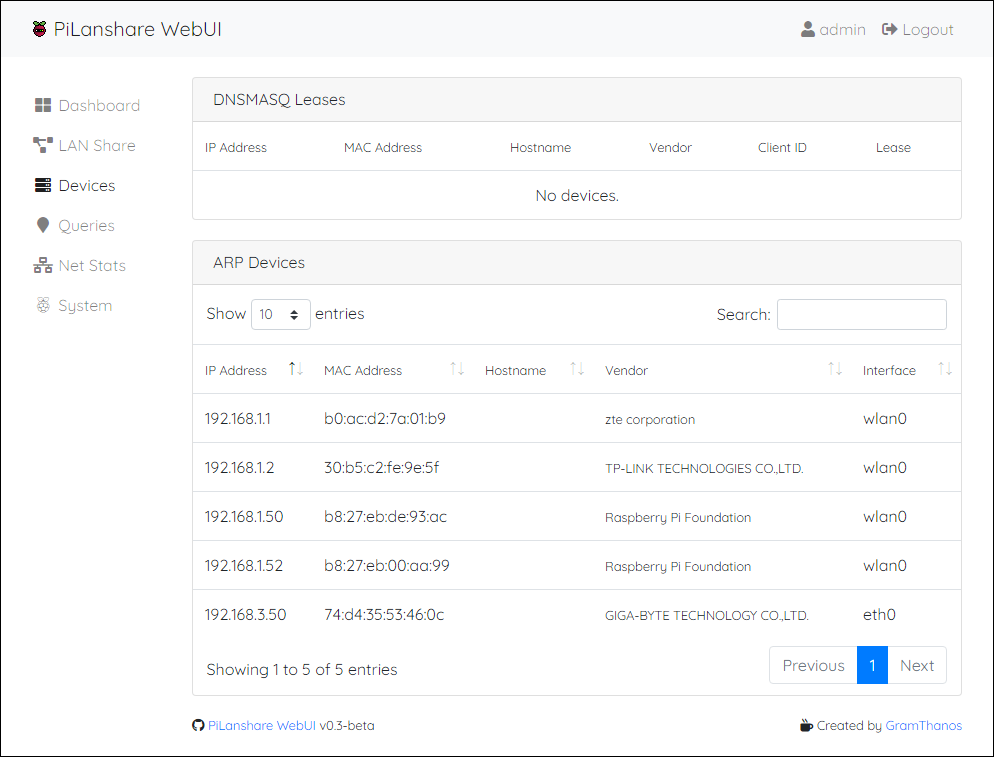 PiLanshare WebUI
admin
Logout
Dashboard
LAN Share
Devices
Queries
Net Stats
System
DNSMASQ Leases
IP Address MAC Address Hostname Vendor Client ID Lease
No devices.
ARP Devices
Show 10 entries
Search:
IP Address MAC Address Hostname Vendor Interface
192.168.1.1 b0:ac:d2:7a:01:b9 zte corporation wlan0
192.168.1.2 30:b5:c2:fe:9e:5f TP-LINK TECHNOLOGIES CO.,LTD. wlan0
192.168.1.50 b8:27:eb:de:93:ac Raspberry Pi Foundation wlan0
192.168.1.52 b8:27:eb:00:aa:99 Raspberry Pi Foundation wlan0
192.168.3.50 74:d4:35:53:46:0c GIGA-BYTE TECHNOLOGY CO.,LTD. eth0
Showing 1 to 5 of 5 entries
Previous 1 Next
PiLanshare WebUI v0.3-beta
Created by GramThanos